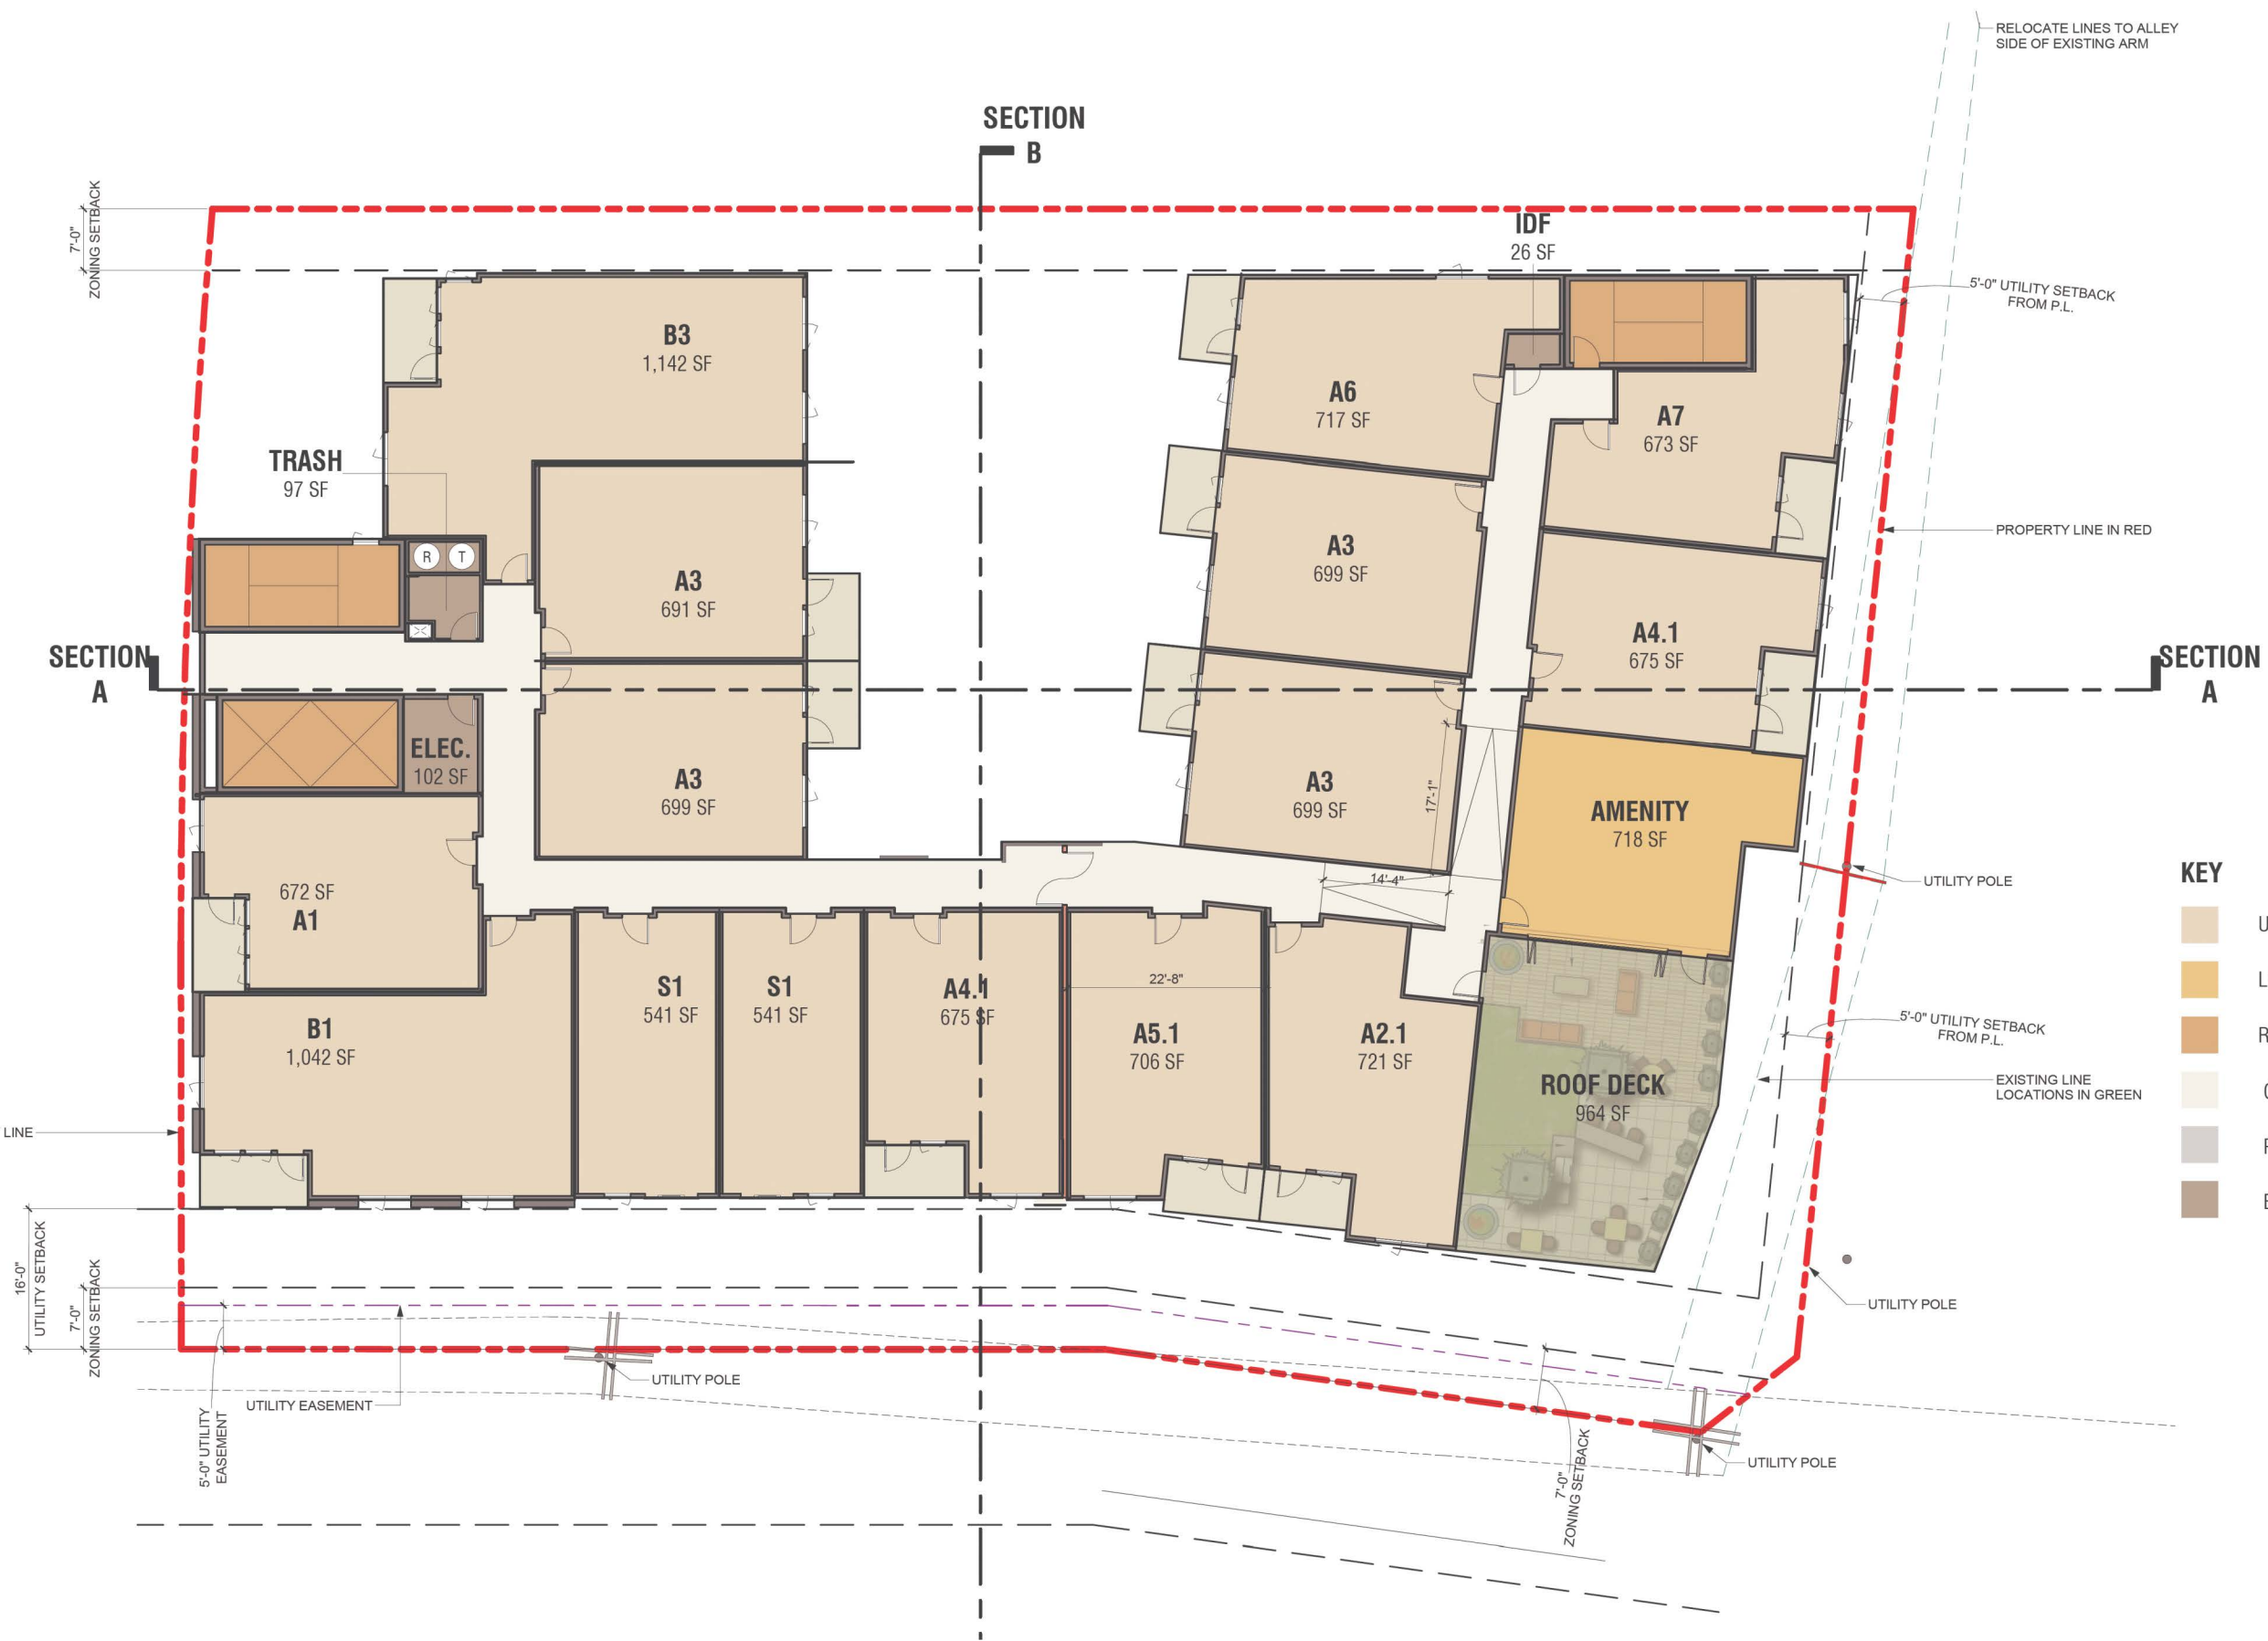 RELOCATE LINES TO ALLEY
SIDE OF EXISTING ARM
SECTION
B
7'-0"
ZONING SETBACK
IDF
26 SF
5'-0" UTILITY SETBACK
FROM P.L.
B3
1,142 SF
A6
717 SF
A7
673 SF
TRASH
97 SF
PROPERTY LINE IN RED
R
T
A3
691 SF
A3
699 SF
A4.1
675 SF
SECTION
A
SECTION
A
ELEC.
102 SF
A3
699 SF
A3
699 SF
17'-1"
AMENITY
718 SF
14'-4"
UTILITY POLE
KEY
672 SF
A1
U
L
R
B1
1,042 SF
S1
541 SF
S1
541 SF
A4.1
675 SF
22'-8"
A5.1
706 SF
A2.1
721 SF
ROOF DECK
964 SF
5'-0" UTILITY SETBACK
FROM P.L.
EXISTING LINE
LOCATIONS IN GREEN
LINE
16'-0"
UTILITY SETBACK
7'-0"
ZONING SETBACK
UTILITY POLE
UTILITY POLE
UTILITY EASEMENT
5'-0" UTILITY
EASEMENT
7'-0"
ZONING SETBACK
UTILITY POLE